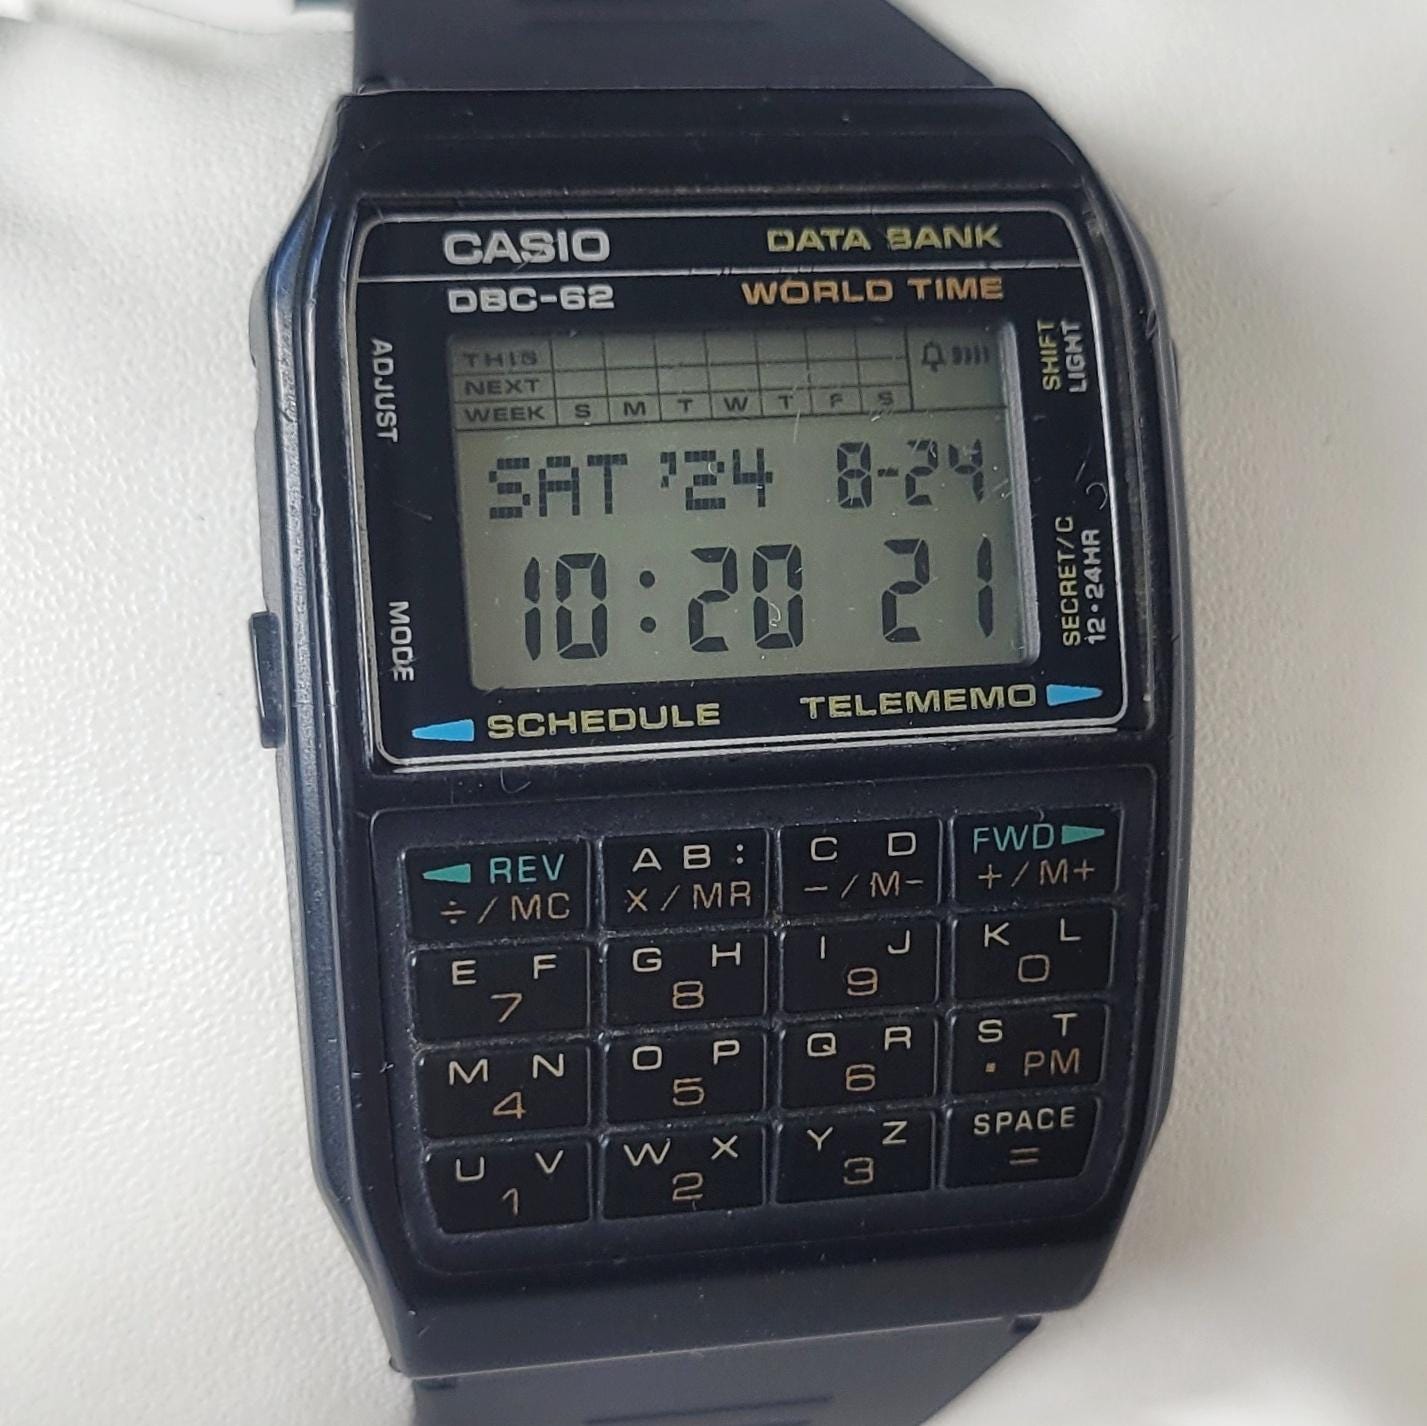 CASIO DATA BANK
DBC-62 WORLD TIME
ADJUST
MODE
SHIFT
LIGHT
SECRET/C
12•24HR
THIS
NEXT
WEEK S M T W T F S
SAT '24 8-24
10:20 21
SCHEDULE TELEMEMO
REV A B : C D FWD
÷/MC X/MR −/M− +/M+
E F G H I J K L
7 8 9 0
M N O P Q R S T
4 5 6 . PM
U V W X Y Z SPACE
1 2 3 =